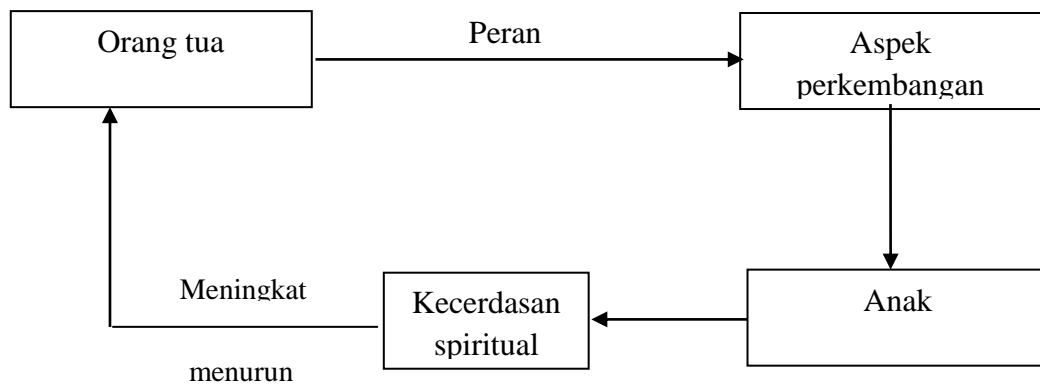 Orang tua
Peran
Aspek
perkembangan
Meningkat
menurun
Kecerdasan
spiritual
Anak